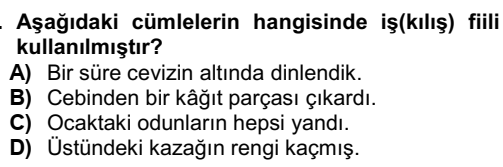 . Aşağıdaki cümlelerin hangisinde iş(kılış) fiili
kullanılmıştır?
A) Bir süre cevizin altında dinlendik.
B) Cebinden bir kâğıt parçası çıkardı.
C) Ocaktaki odunların hepsi yandı.
D) Üstündeki kazağın rengi kaçmış.